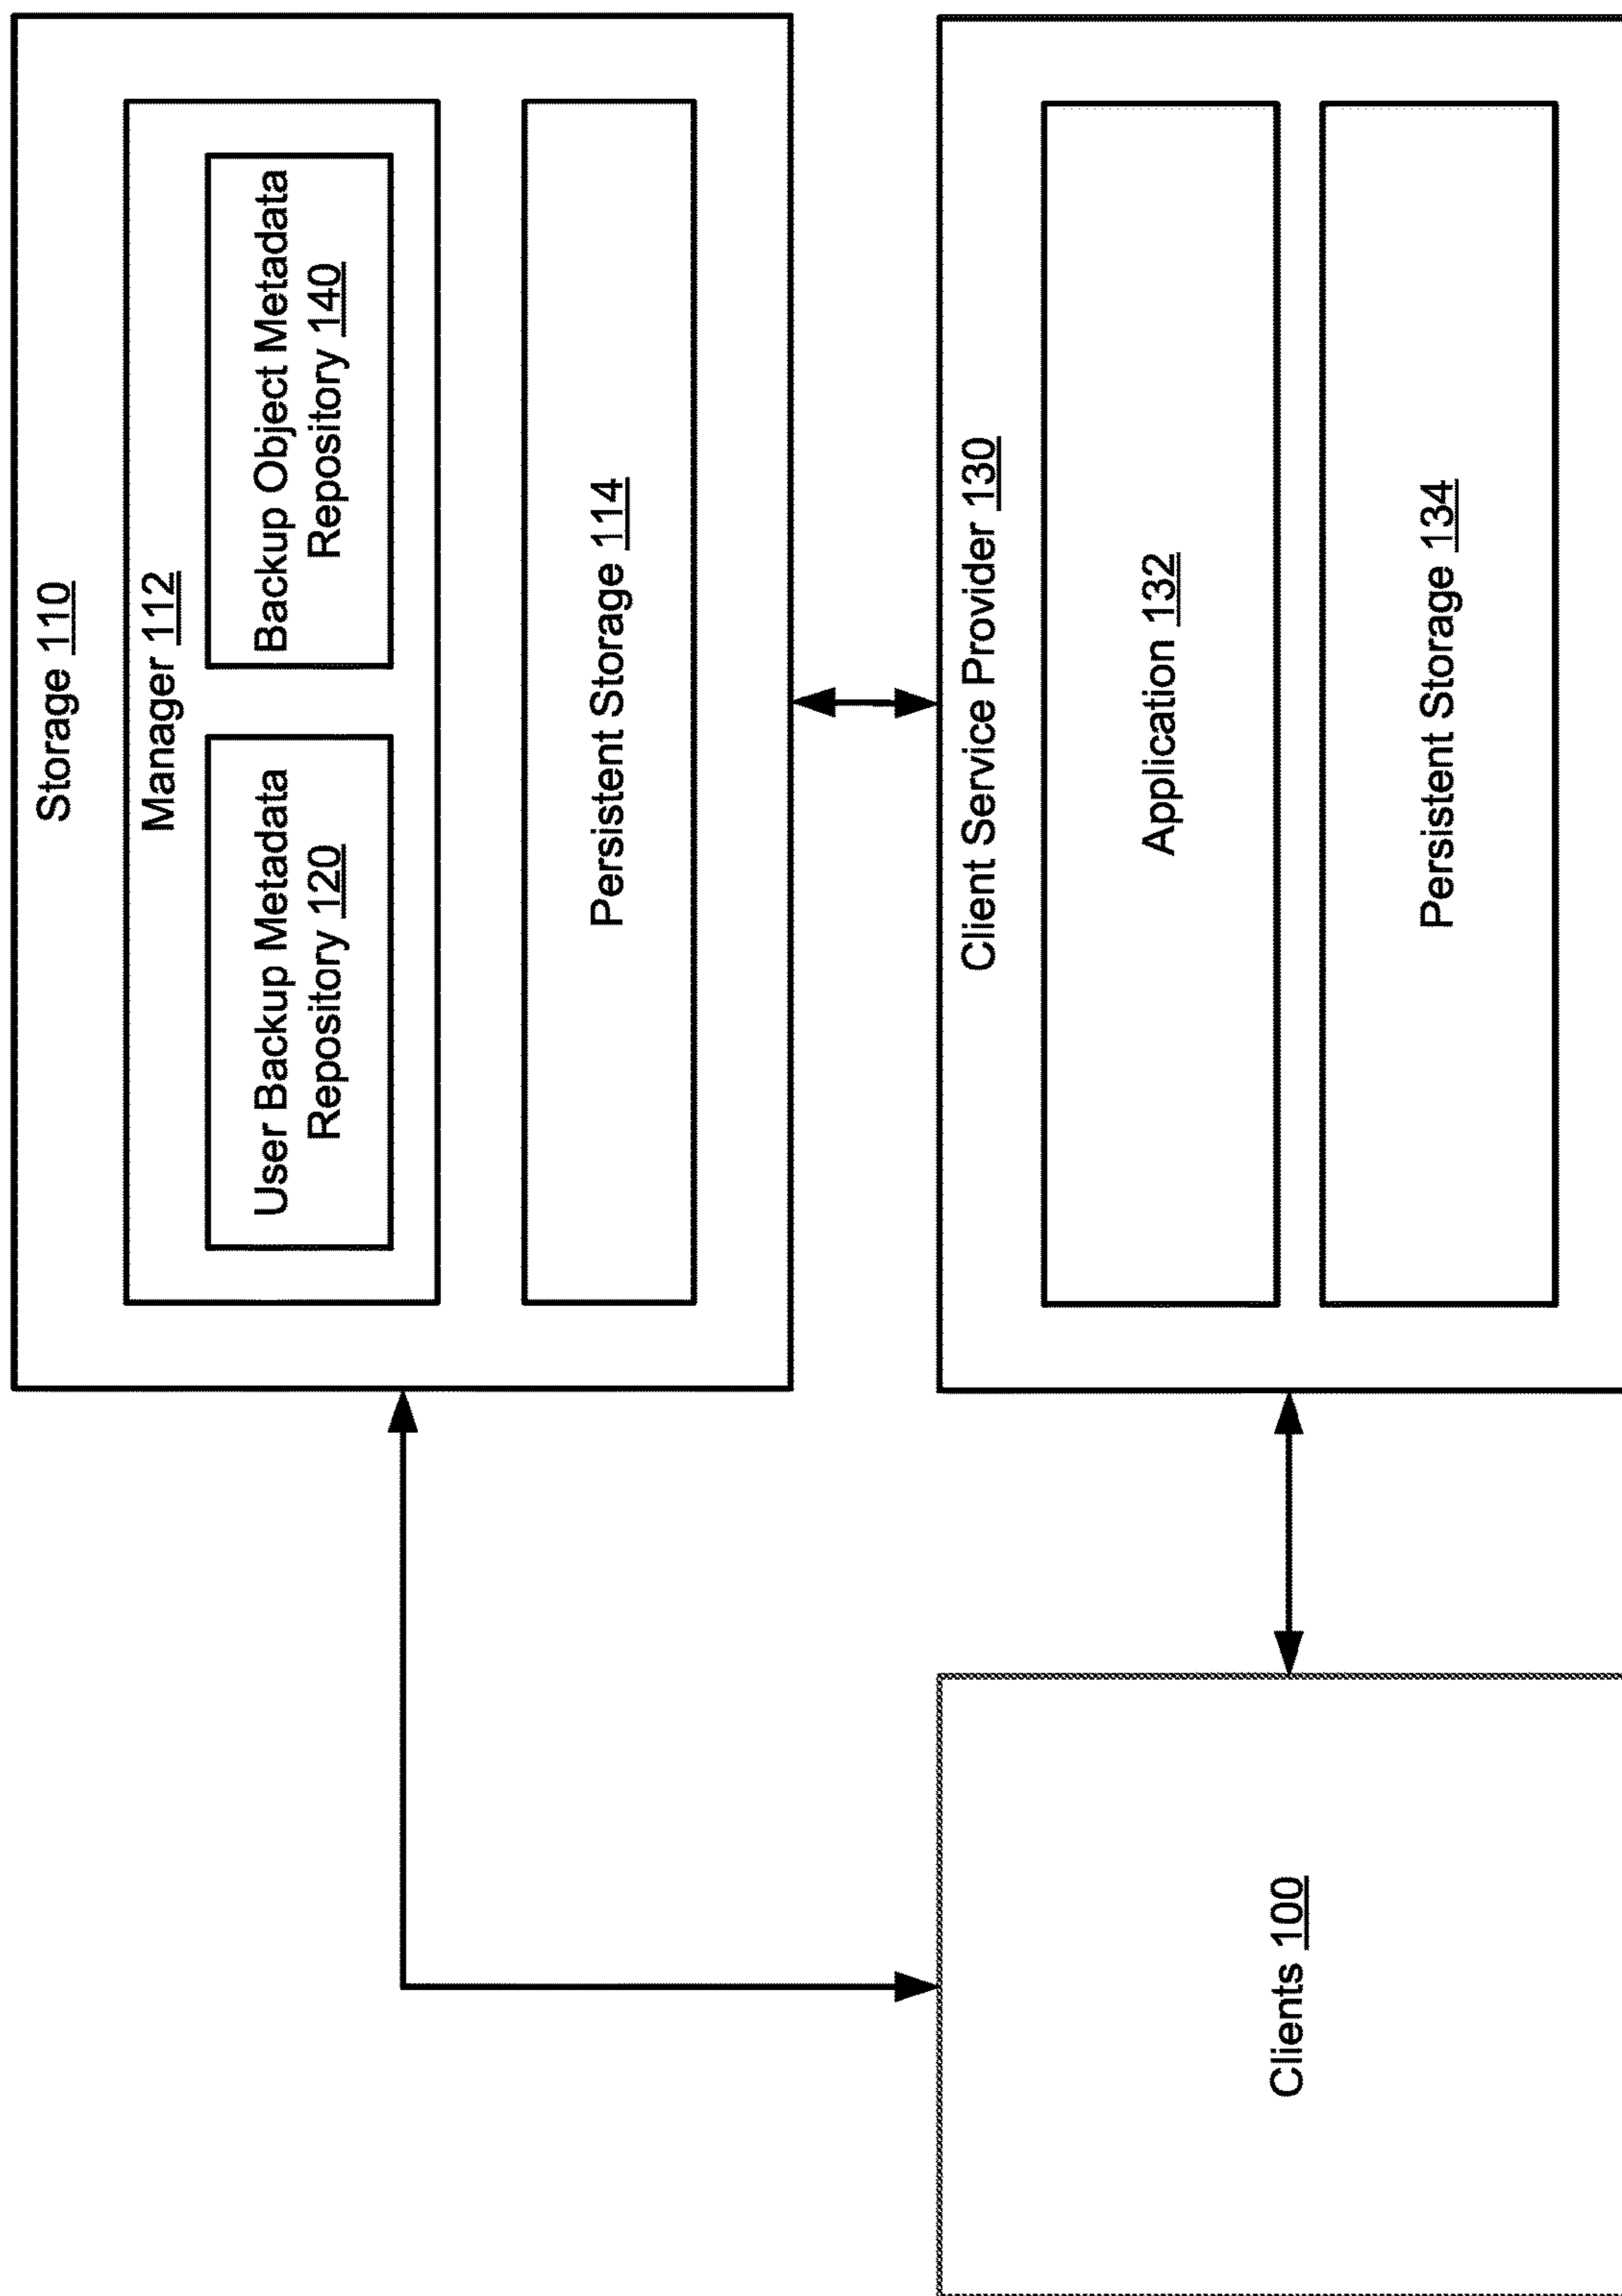 Storage 110
Manager 112
User Backup Metadata
Repository 120
Backup Object Metadata
Repository 140
Persistent Storage 114
Clients 100
Client Service Provider 130
Application 132
Persistent Storage 134